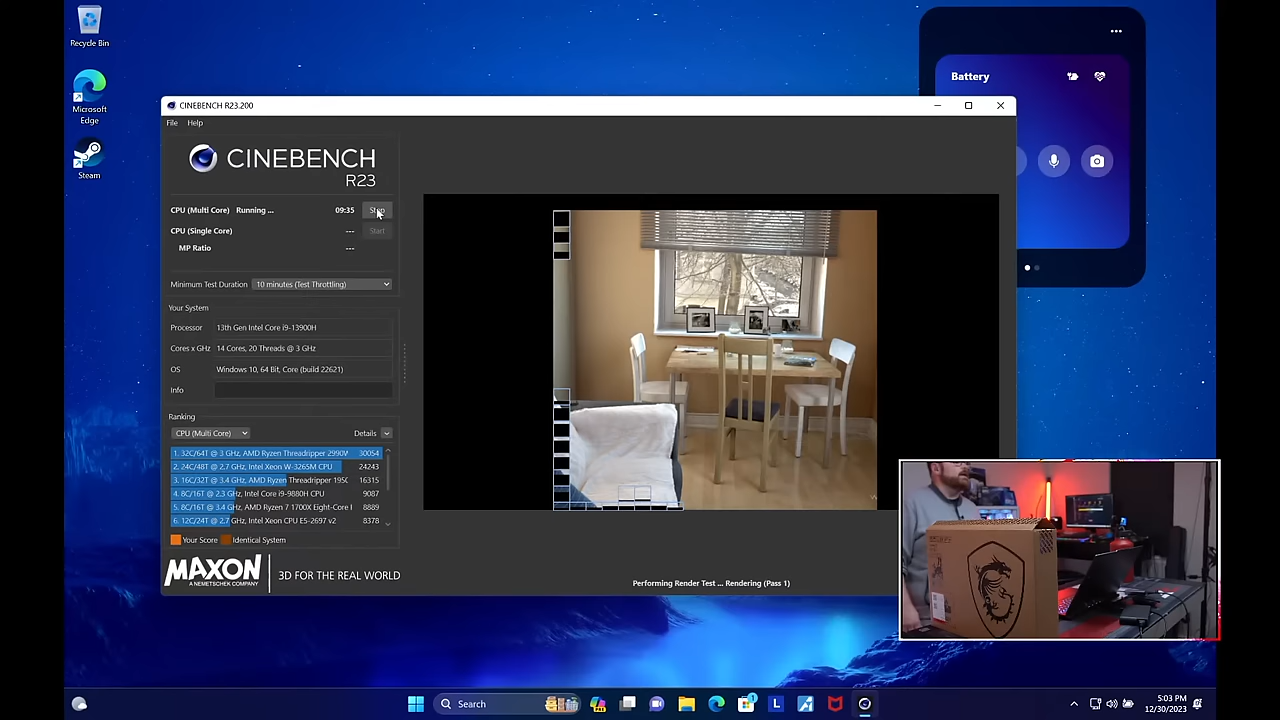 Recycle Bin
Microsoft
Edge
Steam
Battery
CINEBENCH R23.200
File Help
CINEBENCH
R23
CPU (Multi Core) Running ... 09:35 Stop
CPU (Single Core) --- Start
MP Ratio ---
Minimum Test Duration 10 minutes (Test Throttling)
Your System
Processor 13th Gen Intel Core i9-13900H
Cores x GHz 14 Cores, 20 Threads @ 3 GHz
OS Windows 10, 64 Bit, Core (build 22621)
Info
Ranking
CPU (Multi Core) Details
1. 32C/64T @ 3 GHz, AMD Ryzen Threadripper 2990W 30054
2. 24C/48T @ 2.7 GHz, Intel Xeon W-3265M CPU 24243
3. 16C/32T @ 3.4 GHz, AMD Ryzen Threadripper 195 16315
4. 8C/16T @ 2.3 GHz, Intel Core i9-9880H CPU 9087
5. 8C/16T @ 3.4 GHz, AMD Ryzen 7 1700X Eight-Core 8889
6. 12C/24T @ 2.7 GHz, Intel Xeon CPU E5-2697 v2 8378
Your Score Identical System
MAXON
A NEMETSCHEK COMPANY
3D FOR THE REAL WORLD
Performing Render Test ... Rendering (Pass 1)
Search
5:03 PM
12/30/2023